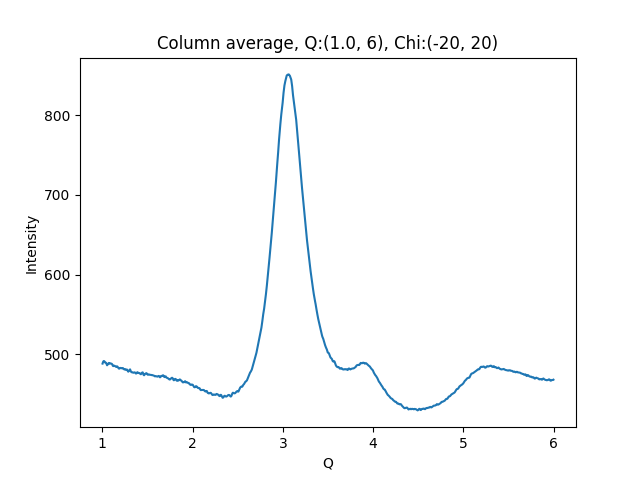 Column average, Q:(1.0, 6), Chi:(-20, 20)
800
700
600
500
Intensity
1 2 3 4 5 6
Q